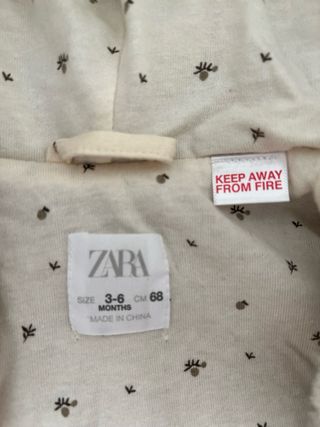 KEEP AWAY
FROM FIRE
ZARA
SIZE 3-6 CM 68
MONTHS
MADE IN CHINA